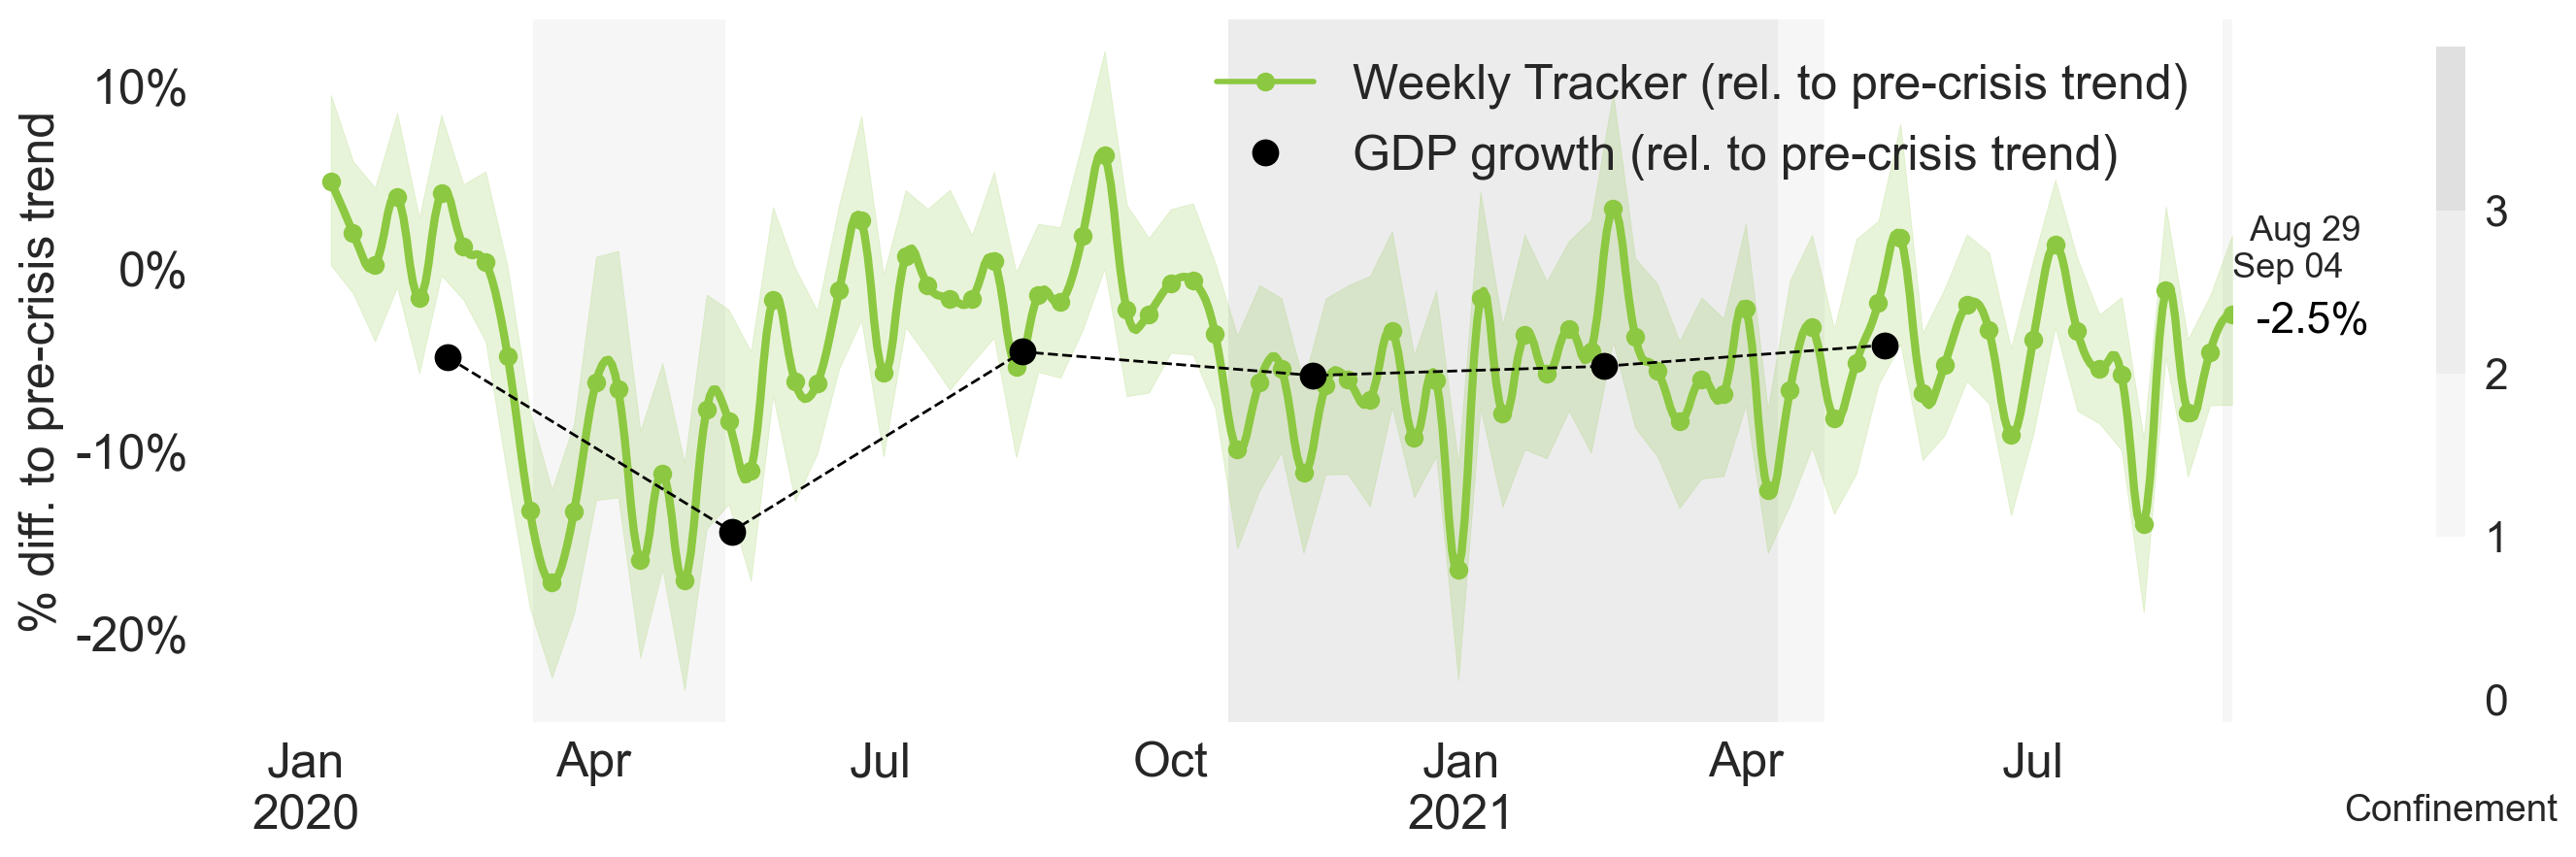 % diff. to pre-crisis trend
10%
0%
-10%
-20%
Weekly Tracker (rel. to pre-crisis trend)
GDP growth (rel. to pre-crisis trend)
Aug 29
Sep 04
-2.5%
3
2
1
0
Jan
2020
Apr
Jul
Oct
Jan
2021
Apr
Jul
Confinement